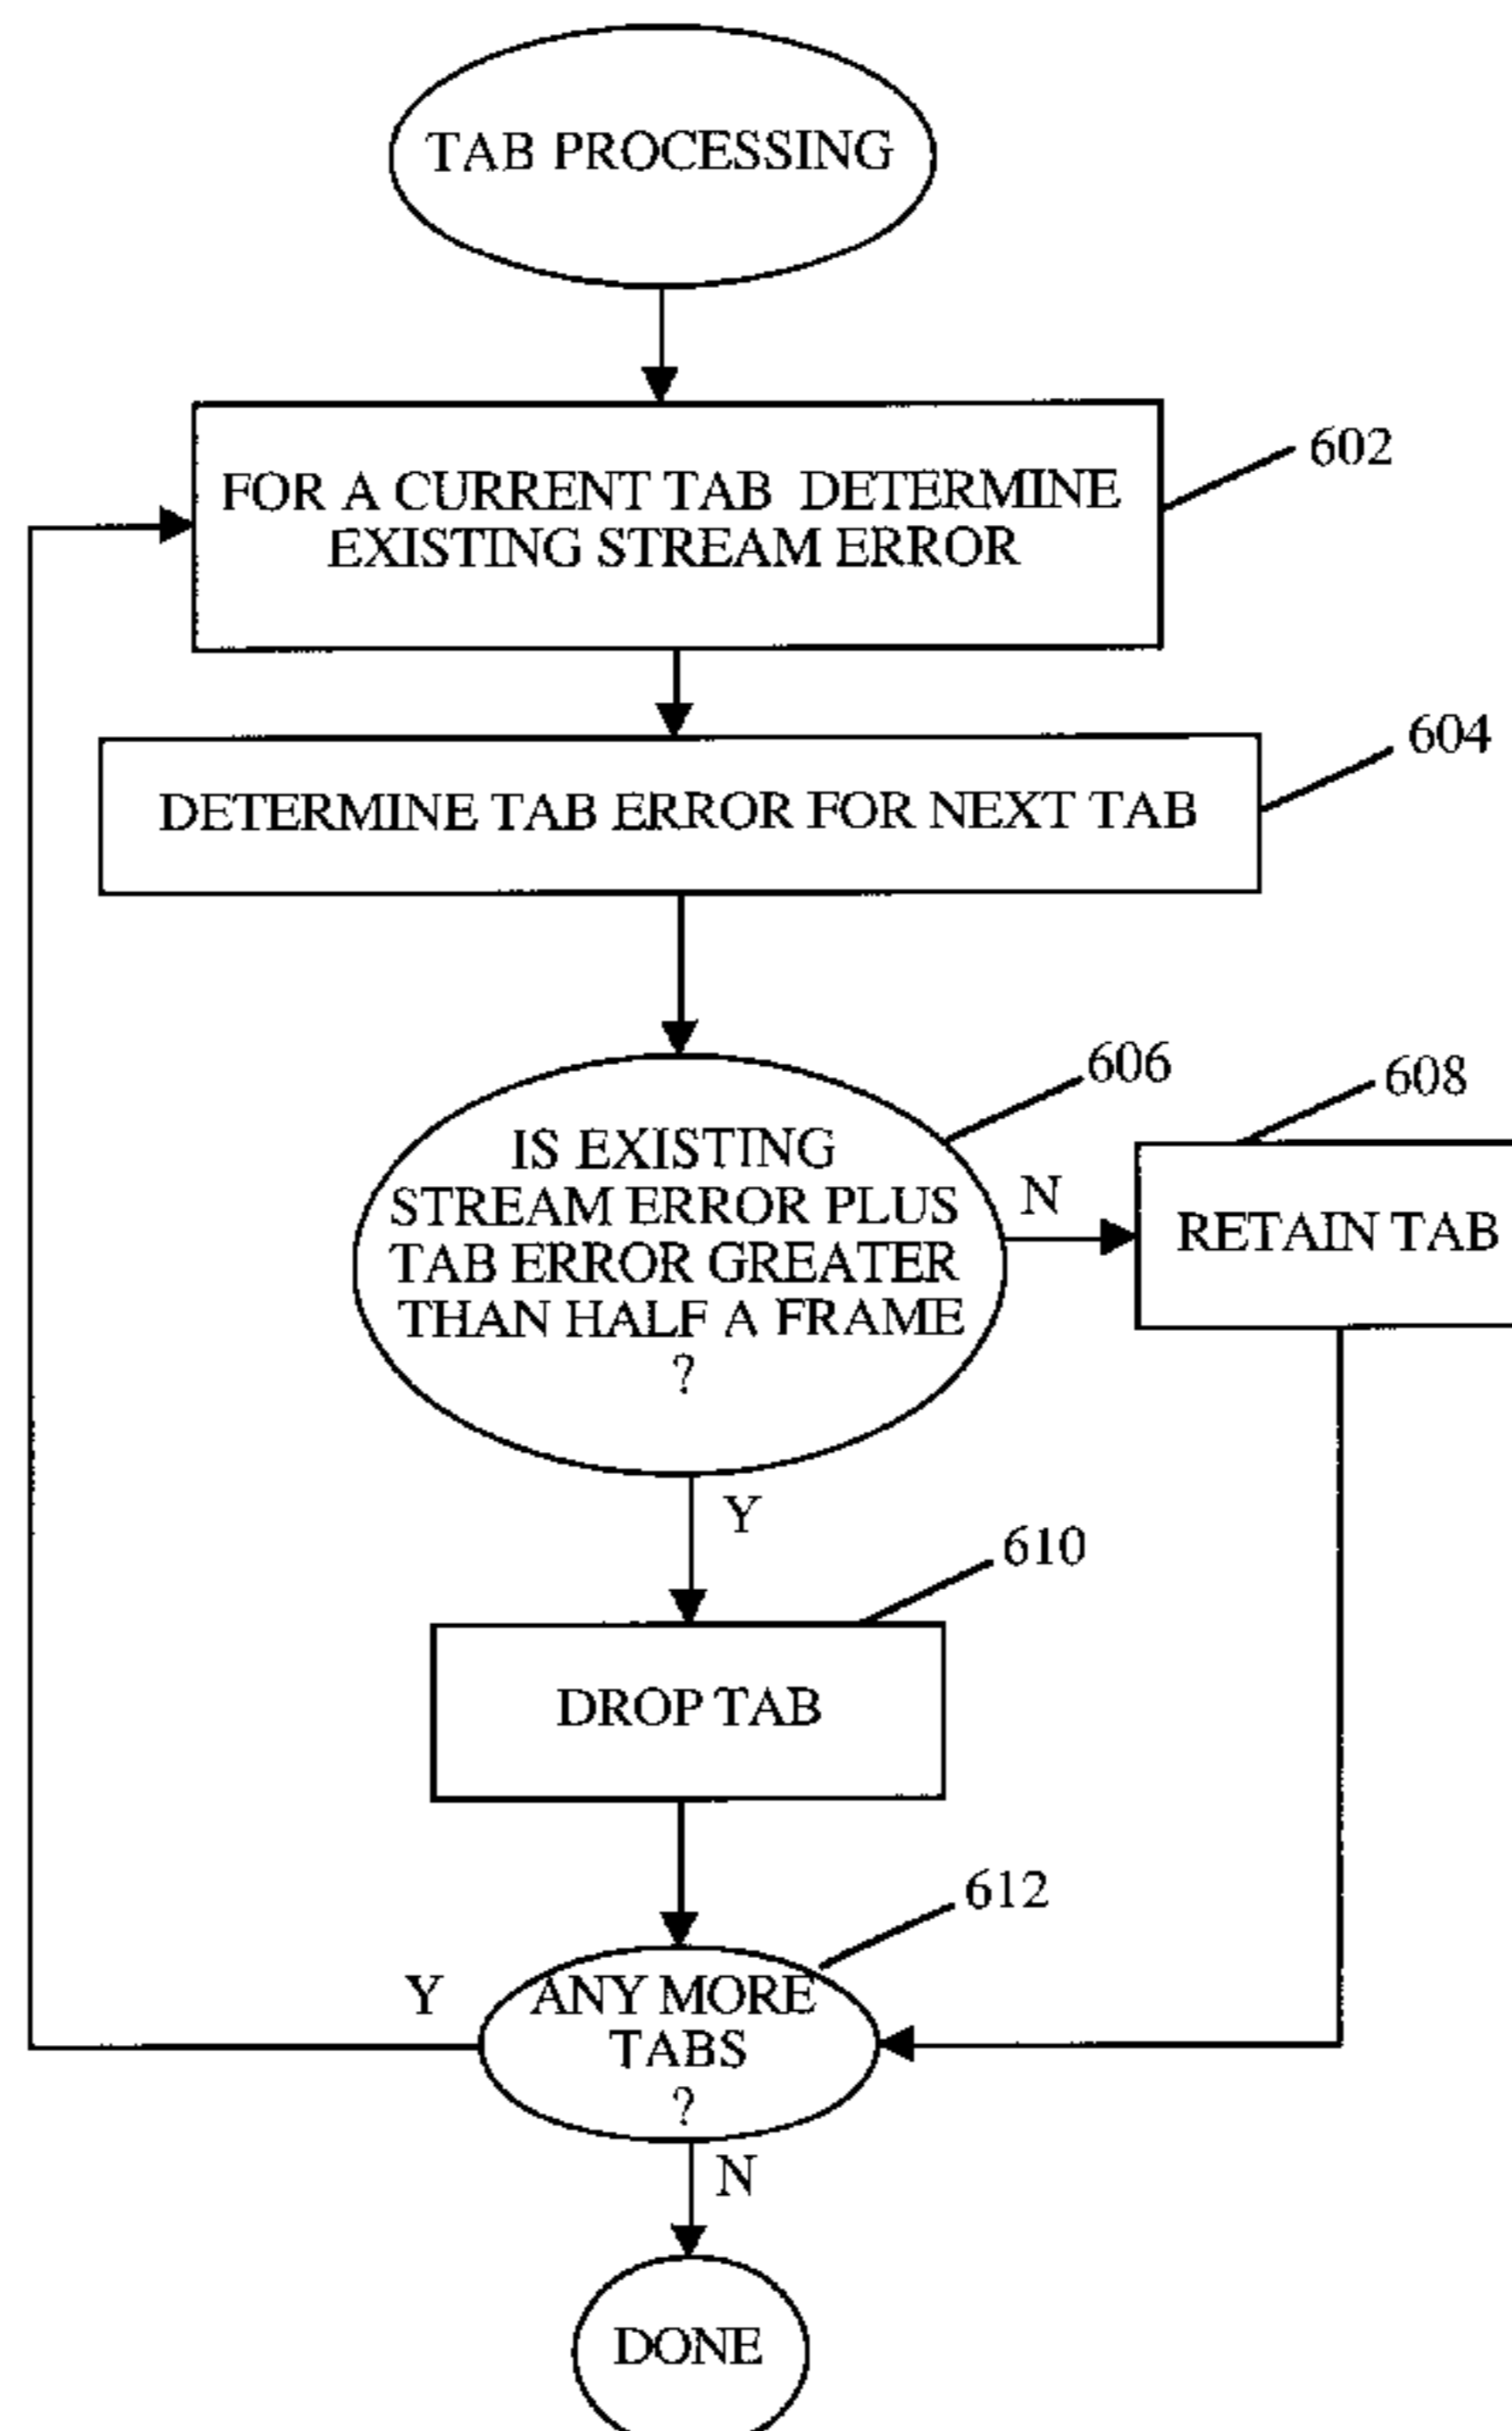 TAB PROCESSING
602
FOR A CURRENT TAB DETERMINE
EXISTING STREAM ERROR
604
DETERMINE TAB ERROR FOR NEXT TAB
606
608
IS EXISTING
STREAM ERROR PLUS
TAB ERROR GREATER
THAN HALF A FRAME
?
N
RETAIN TAB
Y
610
DROP TAB
612
Y
ANY MORE
TABS
?
N
DONE